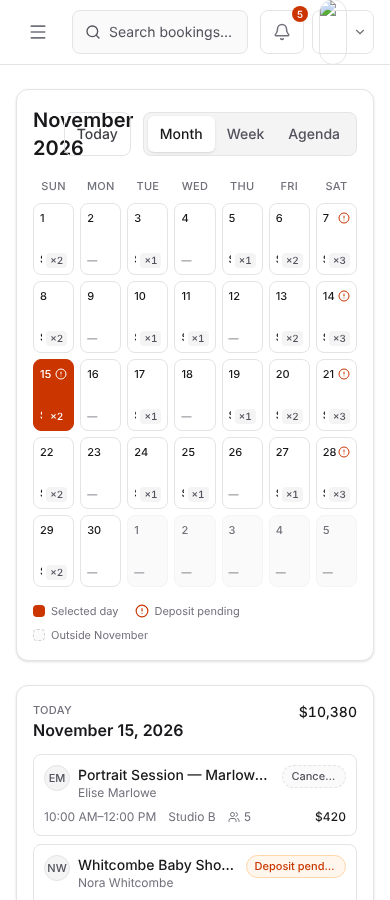 Search bookings...
5
November 2026
Today
Month Week Agenda
SUN MON TUE WED THU FRI SAT
1 2 3 4 5 6 7
×2 — ×1 — ×1 ×2 ×3
8 9 10 11 12 13 14
×2 — ×1 ×1 — ×2 ×3
15 16 17 18 19 20 21
×2 — ×1 — ×1 ×2 ×3
22 23 24 25 26 27 28
×2 — ×1 ×1 — ×1 ×3
29 30 1 2 3 4 5
×2 — — — — — —
Selected day Deposit pending
Outside November
TODAY
$10,380
November 15, 2026
EM Portrait Session — Marlow... Cance...
Elise Marlowe
10:00 AM–12:00 PM Studio B 5 $420
NW Whitcombe Baby Sho... Deposit pend...
Nora Whitcombe